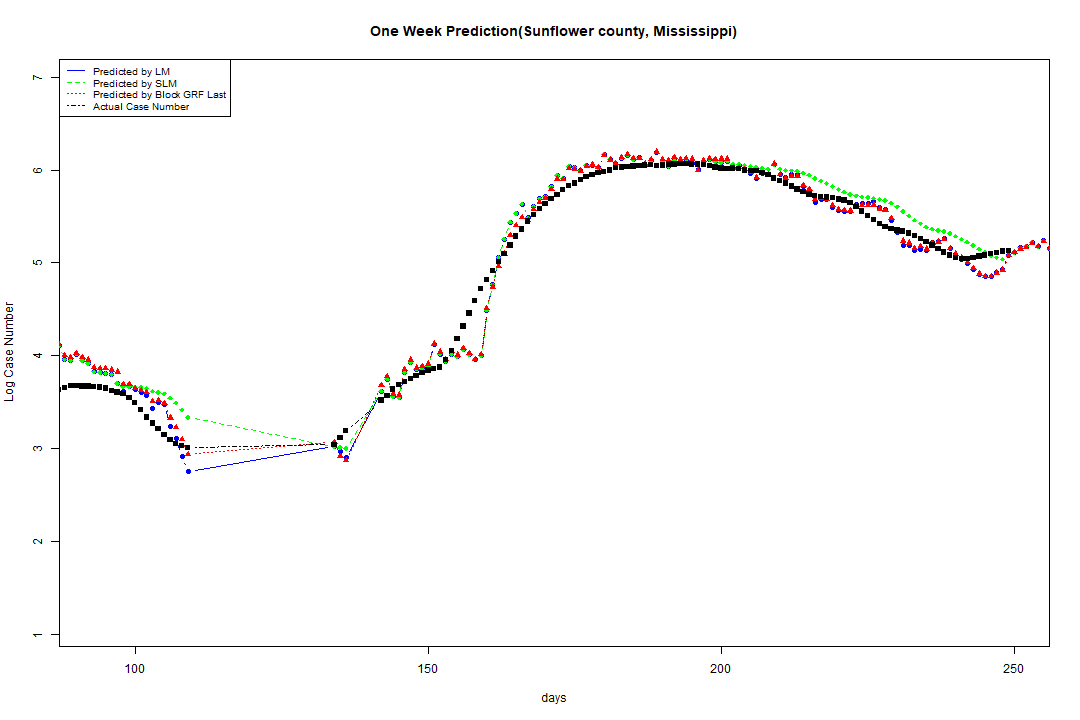 One Week Prediction(Sunflower county, Mississippi)
Predicted by LM
Predicted by SLM
Predicted by Block GRF Last
Actual Case Number
7
6
5
4
3
2
1
Log Case Number
100 150 200 250
days